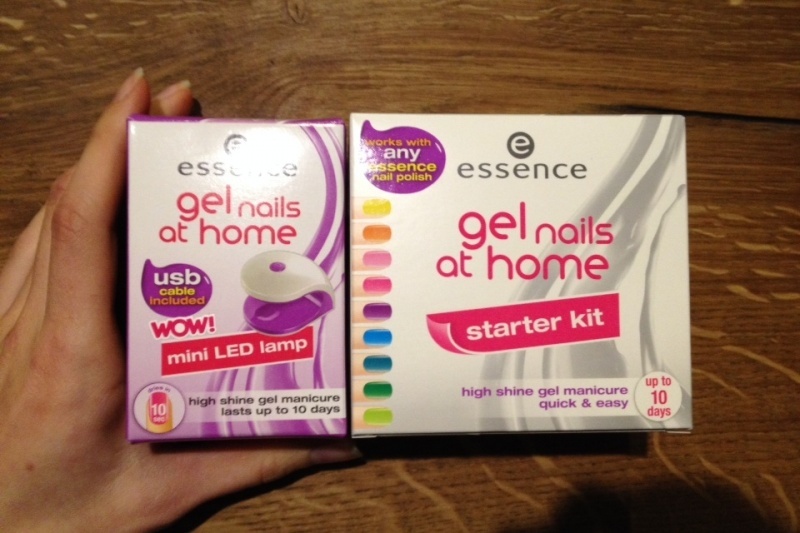 essence
gel nails
at home
usb
cable
included
WOW!
mini LED lamp
dries in
10
sec
high shine gel manicure
lasts up to 10 days
works with
any
essence
nail polish
e
essence
gel nails
at home
starter kit
high shine gel manicure
quick & easy
up to
10
days